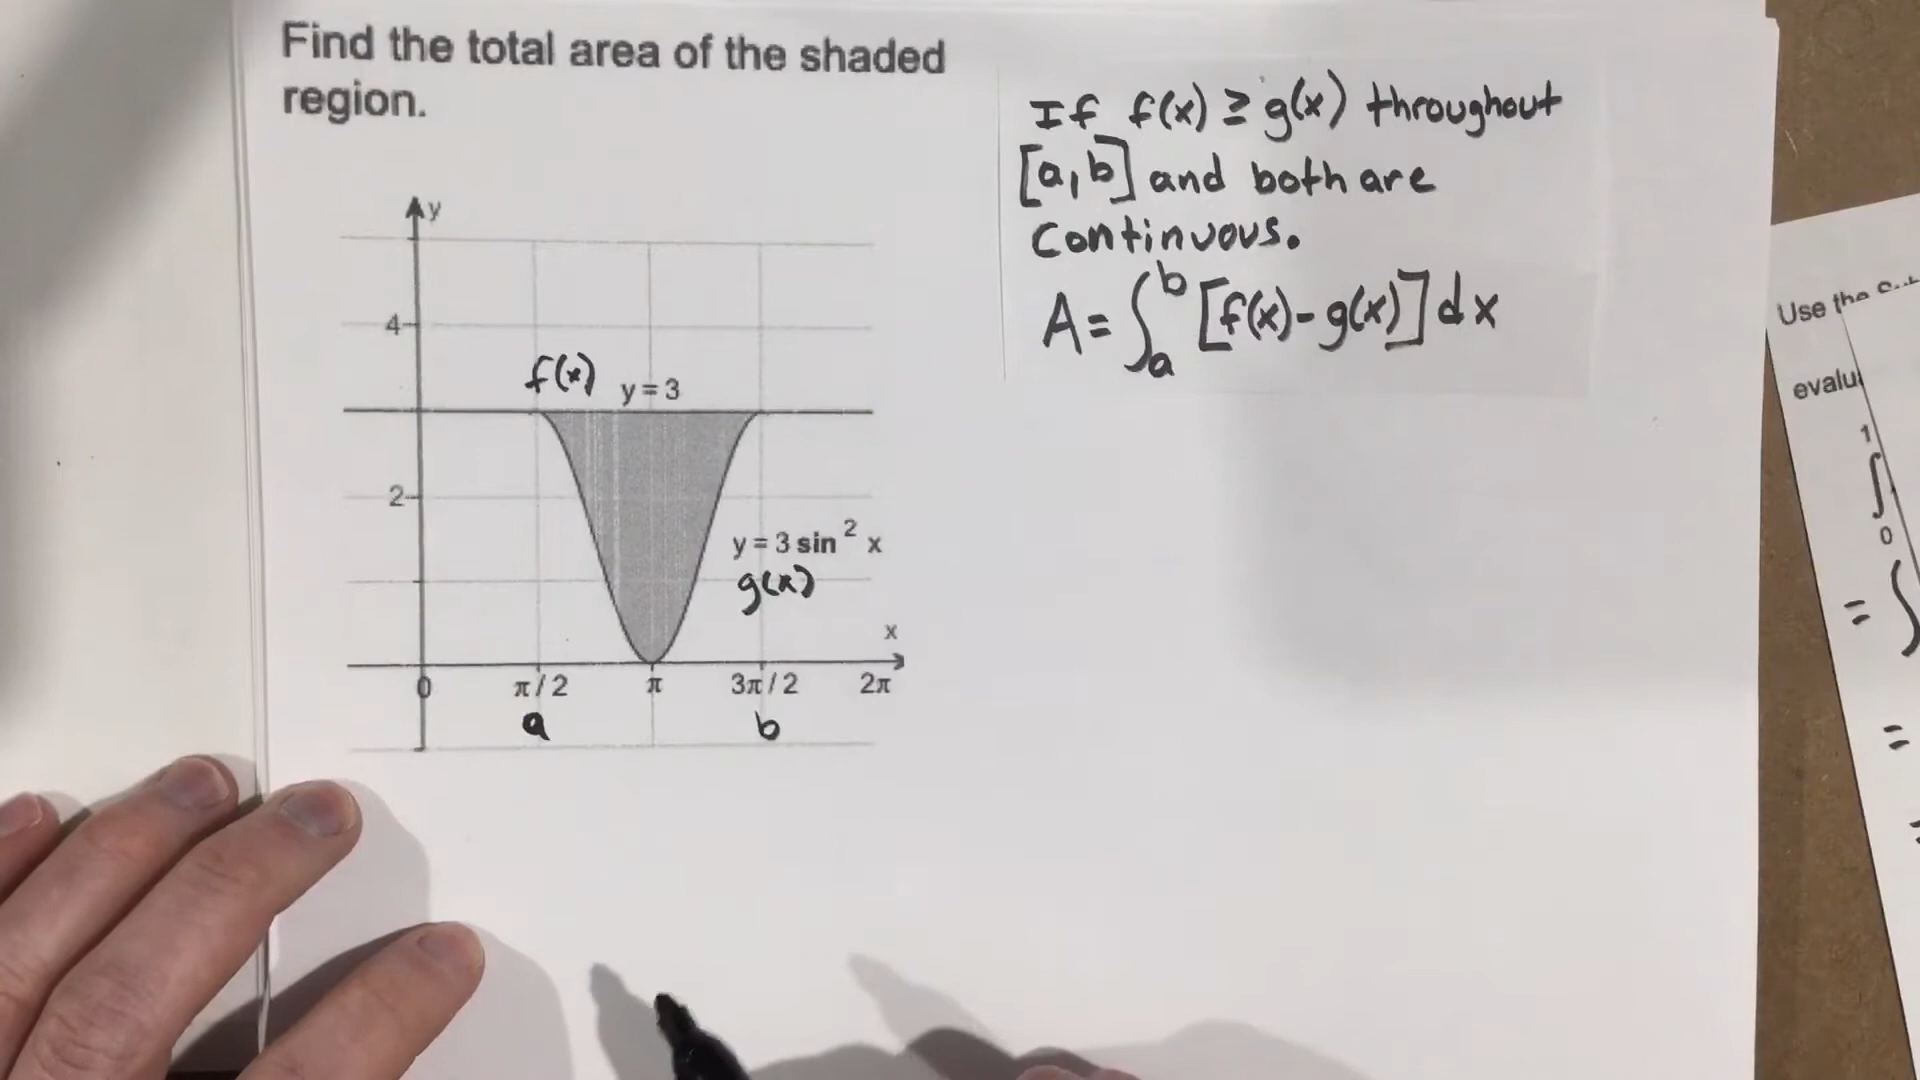 Find the total area of the shaded
region.
If f(x) ≥ g(x) throughout
[a,b] and both are
continuous.
A = ∫_a^b [f(x) - g(x)] dx
y
4
f(x) y = 3
2
y = 3 sin² x
g(x)
x
0 π/2 π 3π/2 2π
a b
Use the
evalu
1
∫
0
= ∫
=